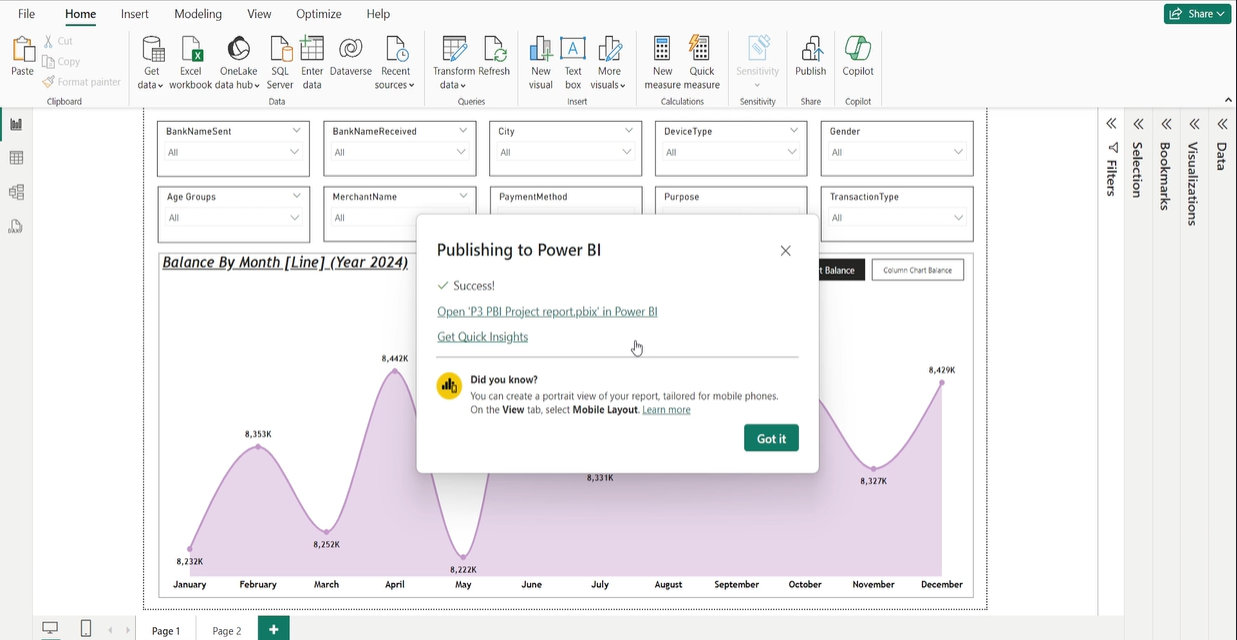 File Home Insert Modeling View Optimize Help Share
Paste Cut
Copy
Format painter
Clipboard
Get data Excel workbook OneLake data hub SQL Server Enter data Dataverse Recent sources
Data
Transform data Refresh
Queries
New visual Text box More visuals
Insert
New measure Quick measure
Calculations
Sensitivity
Sensitivity
Publish
Share
Copilot
Copilot
BankNameSent BankNameReceived City DeviceType Gender
All All All All All
Age Groups MerchantName PaymentMethod Purpose TransactionType
All All All
Balance By Month [Line] (Year 2024)
t Balance Column Chart Balance
Publishing to Power BI
Success!
Open 'P3 PBI Project report.pbix' in Power BI
Get Quick Insights
Did you know?
You can create a portrait view of your report, tailored for mobile phones.
On the View tab, select Mobile Layout. Learn more
Got it
8,442K
8,429K
8,353K
8,331K
8,327K
8,252K
8,232K
8,222K
January February March April May June July August September October November December
Filters
Selection
Bookmarks
Visualizations
Data
Page 1 Page 2